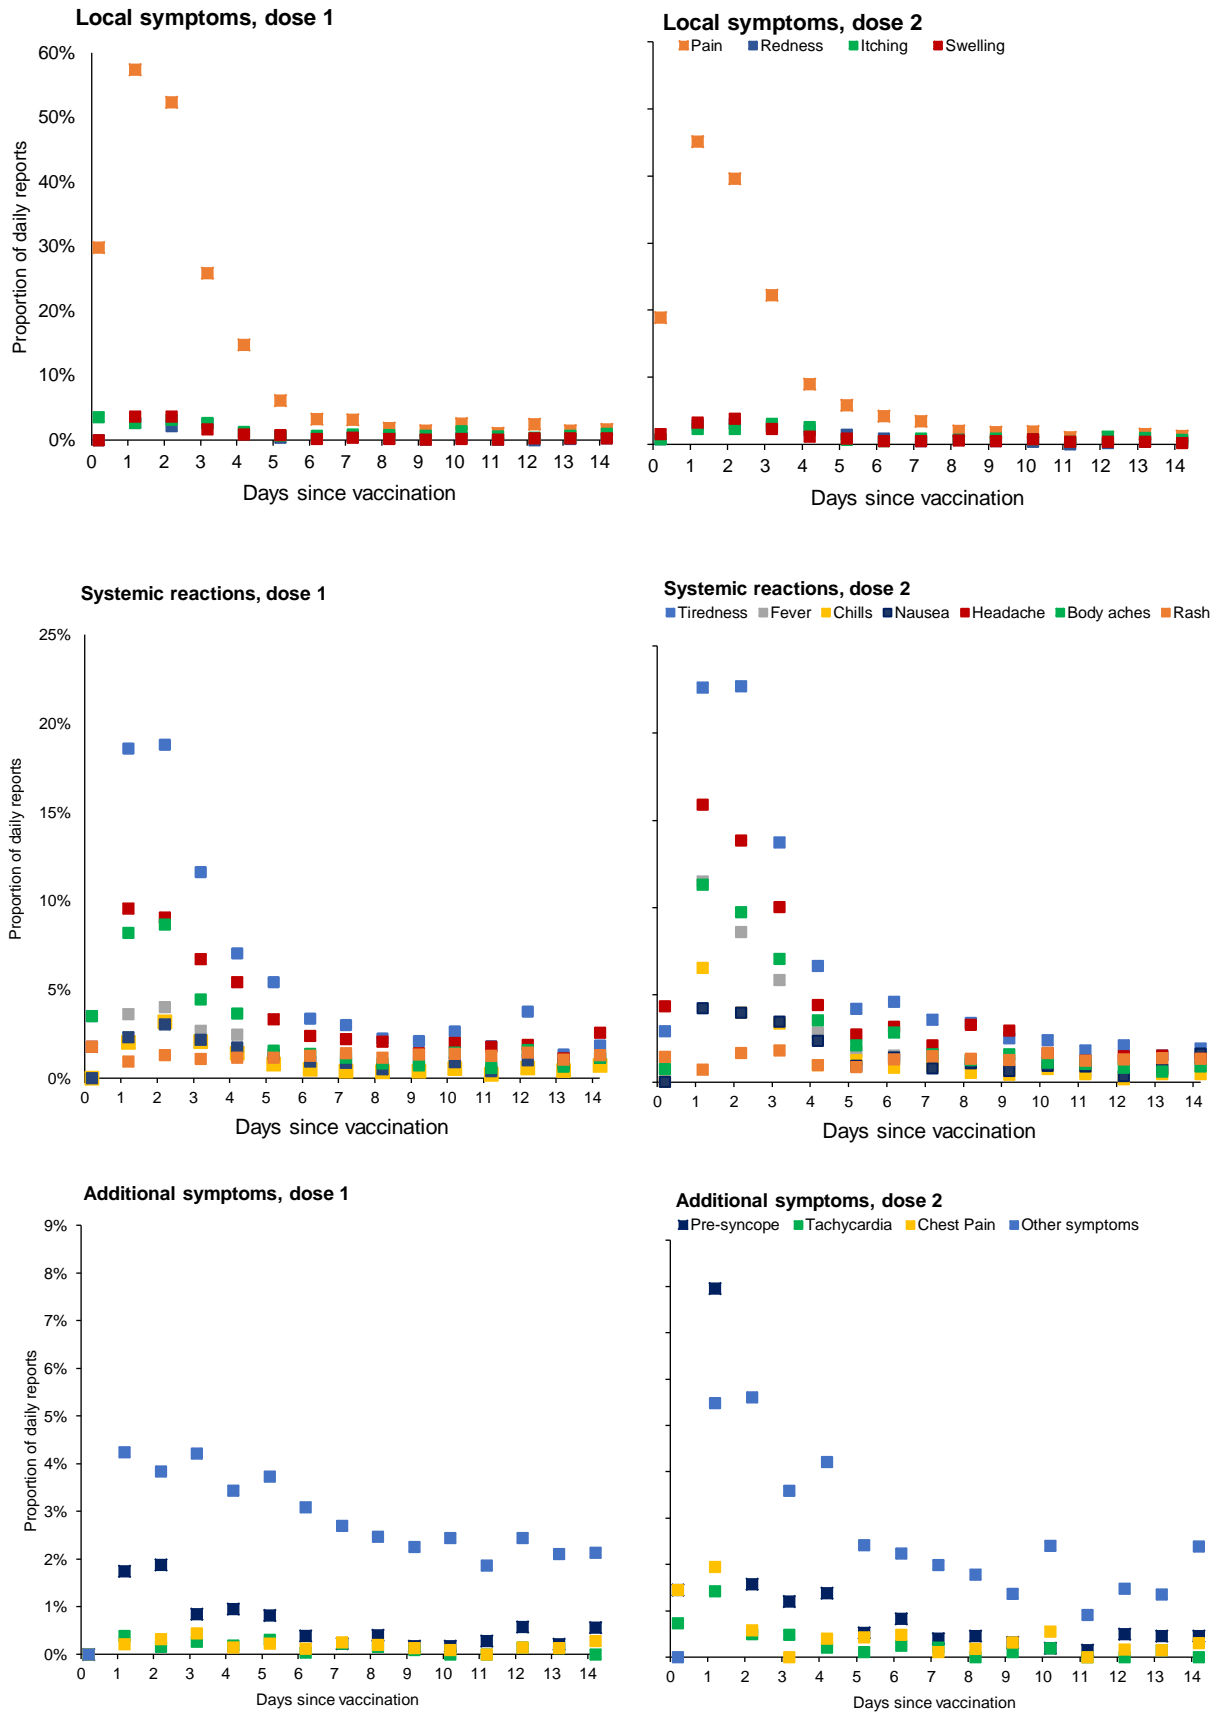 Local symptoms, dose 1
60%
50%
40%
30%
20%
10%
0%
Proportion of daily reports
0 1 2 3 4 5 6 7 8 9 10 11 12 13 14
Days since vaccination
Local symptoms, dose 2
Pain Redness Itching Swelling
0 1 2 3 4 5 6 7 8 9 10 11 12 13 14
Days since vaccination
Systemic reactions, dose 1
25%
20%
15%
10%
5%
0%
Proportion of daily reports
0 1 2 3 4 5 6 7 8 9 10 11 12 13 14
Days since vaccination
Systemic reactions, dose 2
Tiredness Fever Chills Nausea Headache Body aches Rash
0 1 2 3 4 5 6 7 8 9 10 11 12 13 14
Days since vaccination
Additional symptoms, dose 1
9%
8%
7%
6%
5%
4%
3%
2%
1%
0%
Proportion of daily reports
0 1 2 3 4 5 6 7 8 9 10 11 12 13 14
Days since vaccination
Additional symptoms, dose 2
Pre-syncope Tachycardia Chest Pain Other symptoms
0 1 2 3 4 5 6 7 8 9 10 11 12 13 14
Days since vaccination